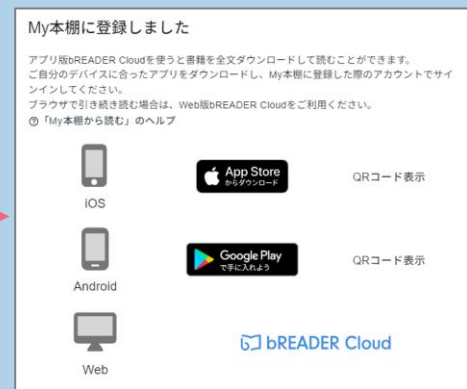 My本棚に登録しました
アプリ版bREADER Cloudを使うと書籍を全文ダウンロードして読むことができます。
ご自分のデバイスに合ったアプリをダウンロードし、My本棚に登録した際のアカウントでサイ
ンインしてください。
ブラウザで引き続き読む場合は、Web版bREADER Cloudをご利用ください。
?「My本棚から読む」のヘルプ
App Store
からダウンロード
QRコード表示
iOS
Google Play
で手に入れよう
QRコード表示
Android
bREADER Cloud
Web